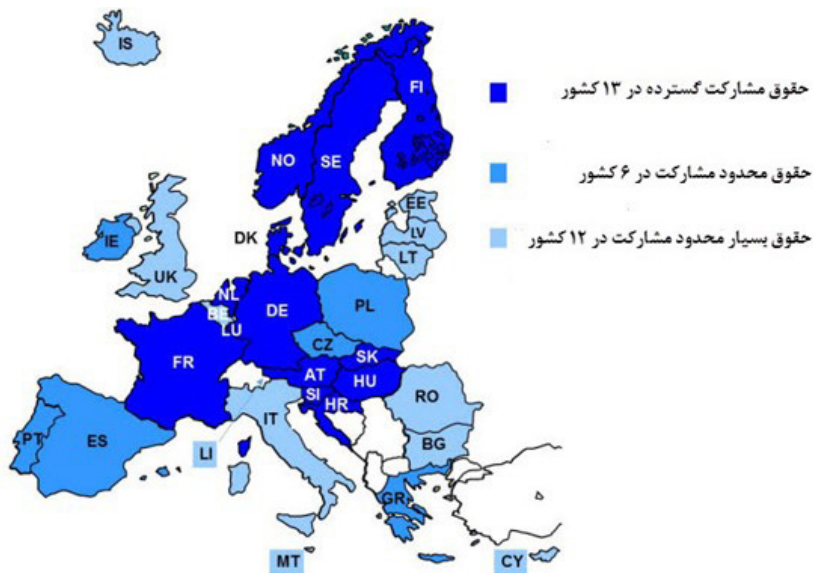 IS
حقوق مشارکت گسترده در ۱۳ کشور
FI
NO
SE
حقوق محدود مشارکت در ۶ کشور
EE
DK
IE
LV
حقوق بسیار محدود مشارکت در ۱۲ کشور
LT
UK
NL
DE
PL
BE
LU
CZ
SK
FR
AT
HU
SI
HR
RO
IT
BG
PT
ES
LI
GR
MT
CY